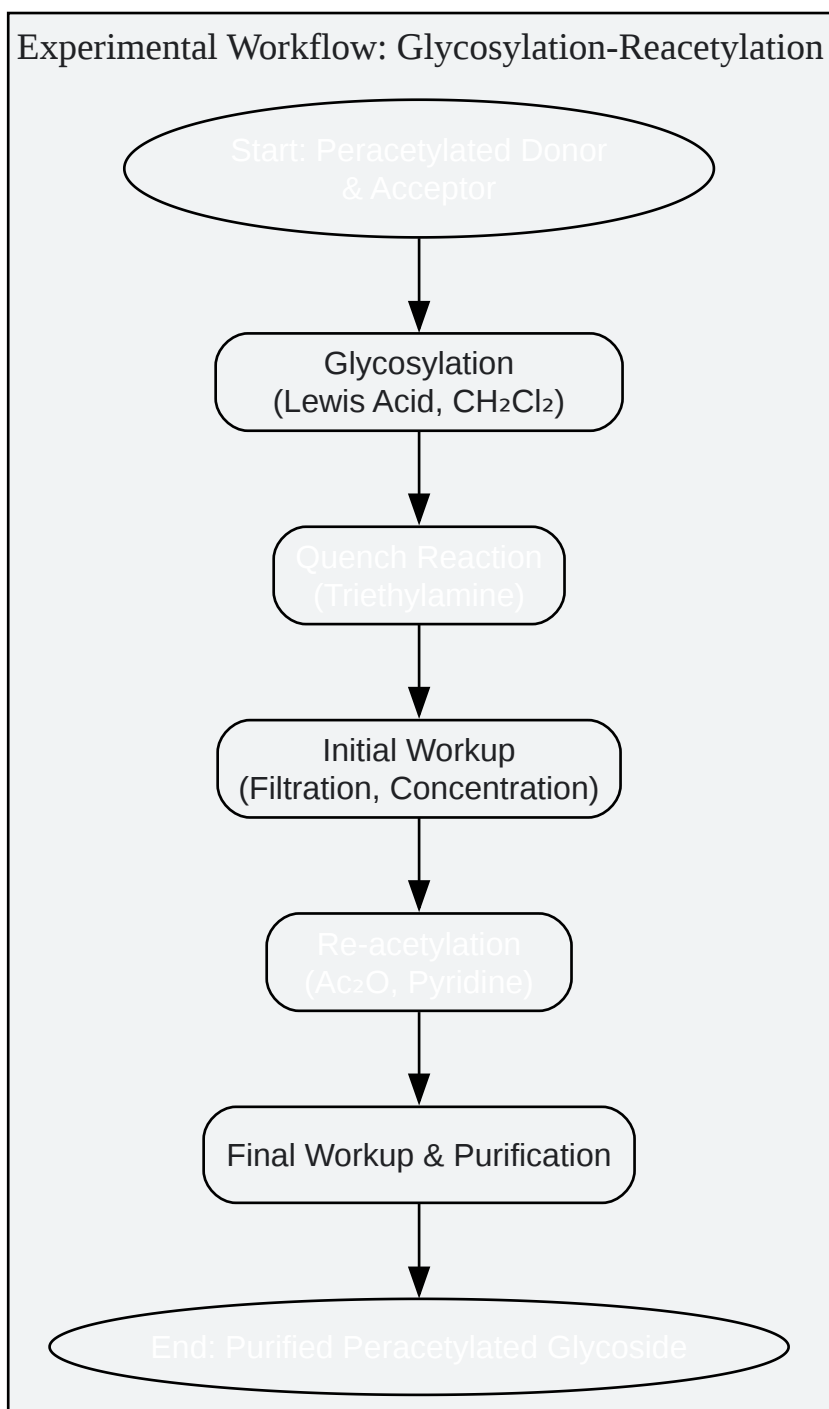 Experimental Workflow: Glycosylation-Reacetylation
Start: Peracetylated Donor
& Acceptor
Glycosylation
(Lewis Acid, CH₂Cl₂)
Quench Reaction
(Triethylamine)
Initial Workup
(Filtration, Concentration)
Re-acetylation
(Ac₂O, Pyridine)
Final Workup & Purification
End: Purified Peracetylated Glycoside